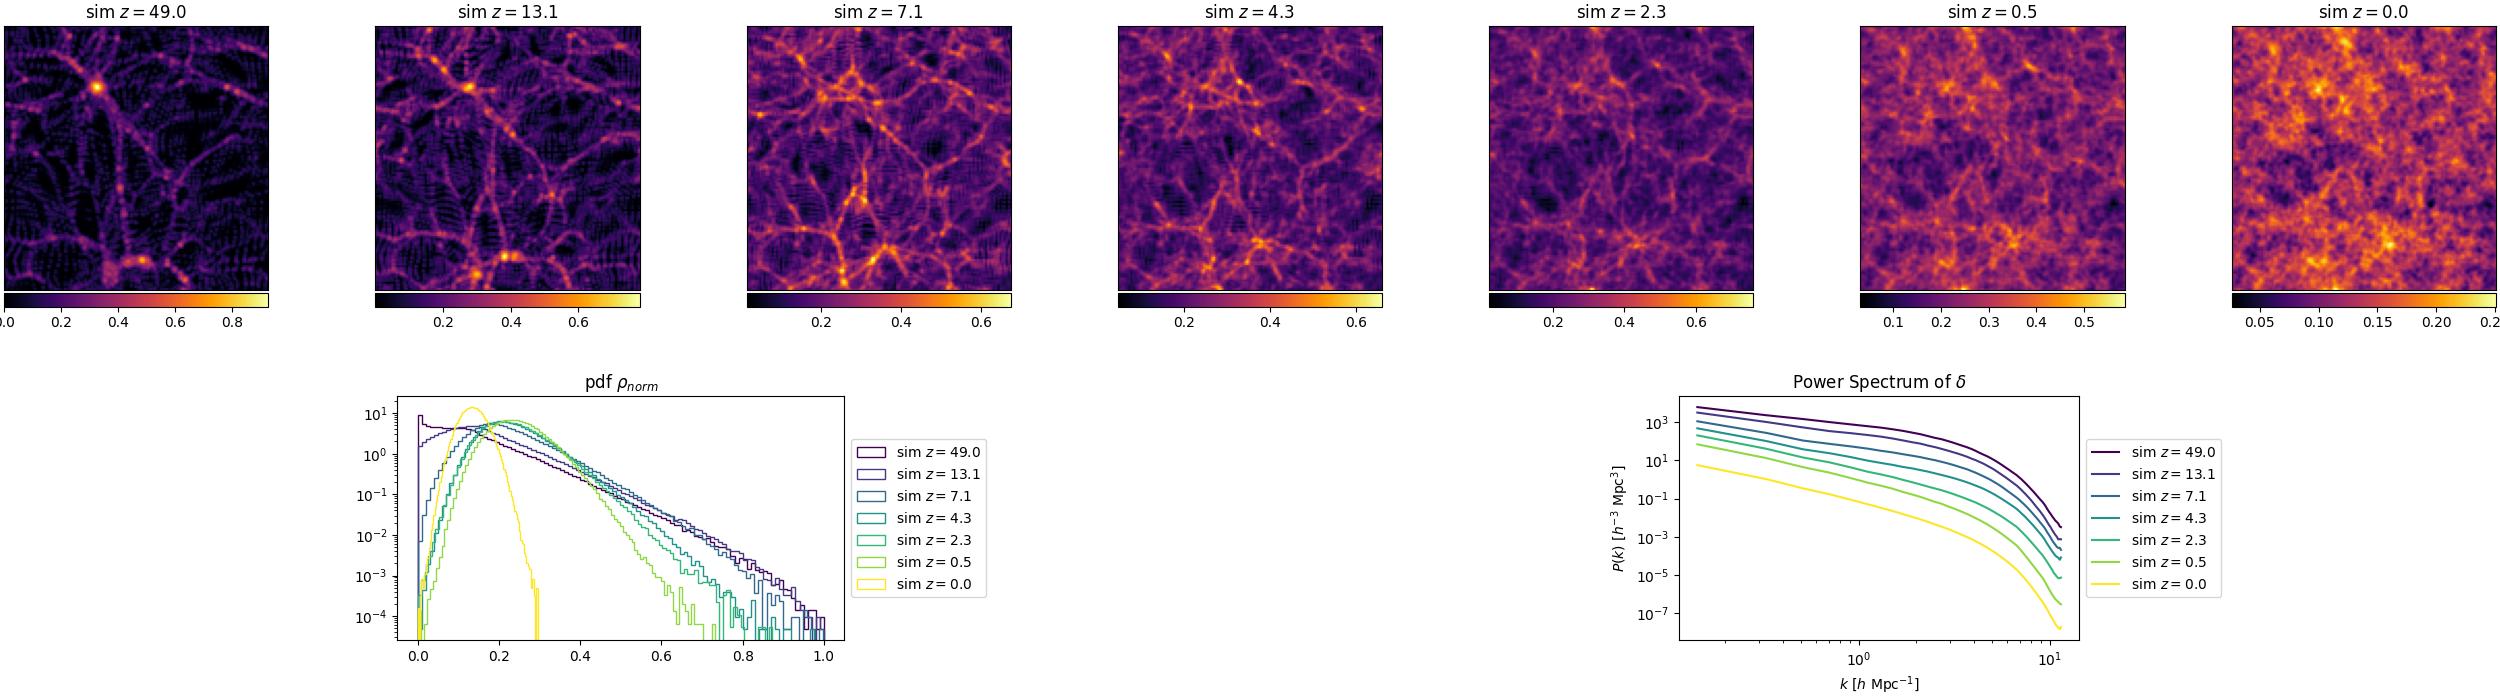 sim z = 49.0
sim z = 13.1
sim z = 7.1
sim z = 4.3
sim z = 2.3
sim z = 0.5
sim z = 0.0
0.0 0.2 0.4 0.6 0.8
0.2 0.4 0.6
0.2 0.4 0.6
0.2 0.4 0.6
0.2 0.4 0.6
0.1 0.2 0.3 0.4 0.5
0.05 0.10 0.15 0.20 0.2
pdf ρ_norm
10¹
10⁰
10⁻¹
10⁻²
10⁻³
10⁻⁴
0.0 0.2 0.4 0.6 0.8 1.0
sim z = 49.0
sim z = 13.1
sim z = 7.1
sim z = 4.3
sim z = 2.3
sim z = 0.5
sim z = 0.0
Power Spectrum of δ
P(k) [h⁻³ Mpc³]
10³
10¹
10⁻¹
10⁻³
10⁻⁵
10⁻⁷
10⁰ 10¹
k [h Mpc⁻¹]
sim z = 49.0
sim z = 13.1
sim z = 7.1
sim z = 4.3
sim z = 2.3
sim z = 0.5
sim z = 0.0